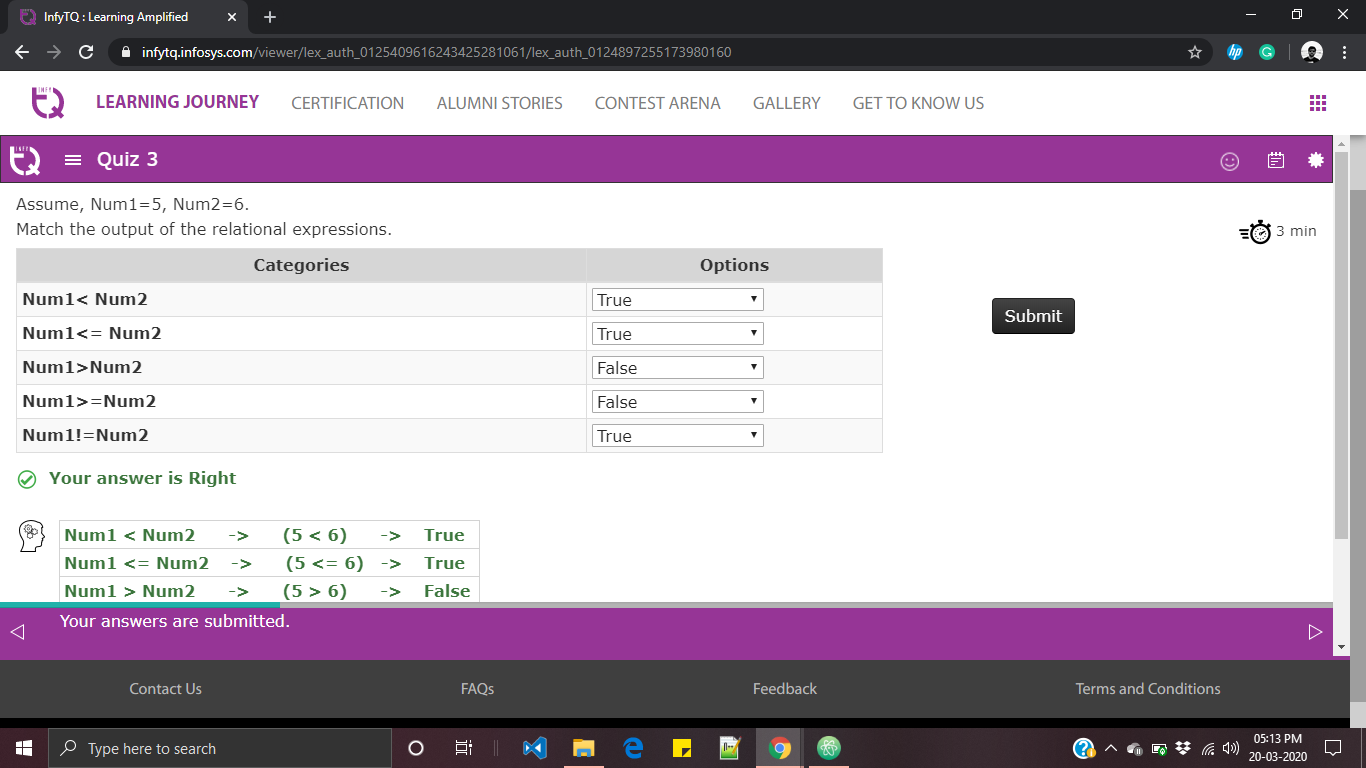 InfyTQ : Learning Amplified
infytq.infosys.com/viewer/lex_auth_0125409616243425281061/lex_auth_0124897255173980160
LEARNING JOURNEY CERTIFICATION ALUMNI STORIES CONTEST ARENA GALLERY GET TO KNOW US
Quiz 3
Assume, Num1=5, Num2=6.
Match the output of the relational expressions.
3 min
Categories Options
Num1< Num2 True
Submit
Num1<= Num2 True
Num1>Num2 False
Num1>=Num2 False
Num1!=Num2 True
Your answer is Right
Num1 < Num2 -> (5 < 6) -> True
Num1 <= Num2 -> (5 <= 6) -> True
Num1 > Num2 -> (5 > 6) -> False
Your answers are submitted.
Contact Us FAQs Feedback Terms and Conditions
Type here to search
05:13 PM
20-03-2020